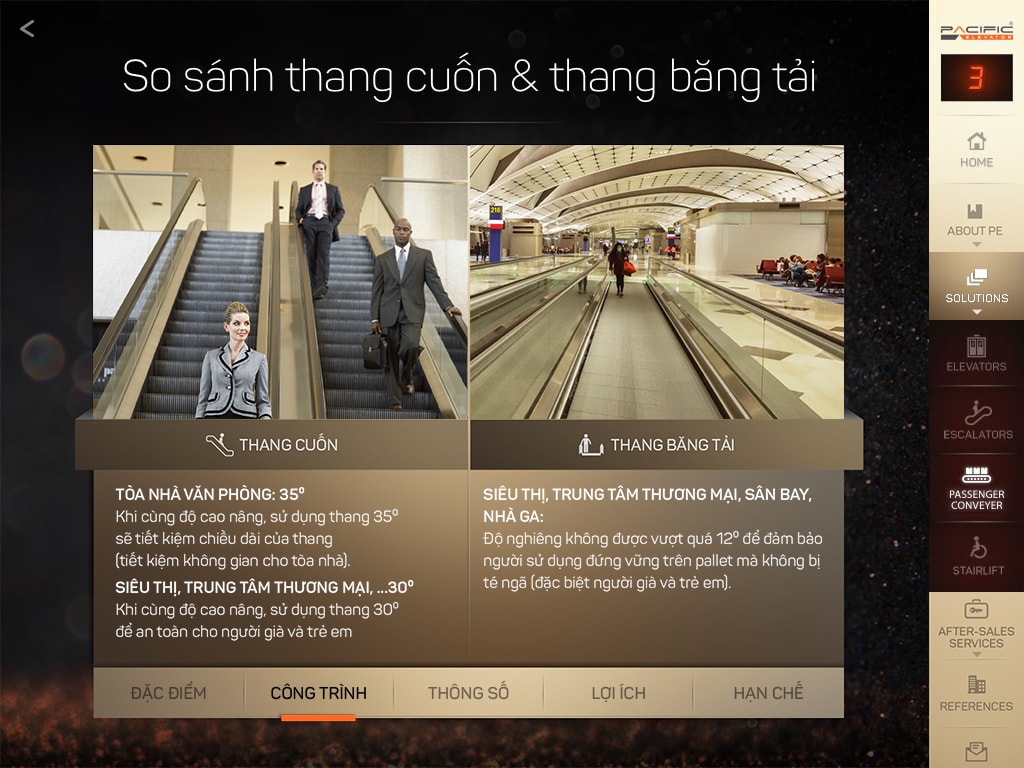 <
So sánh thang cuốn & thang băng tải
216
THANG CUỐN
TÒA NHÀ VĂN PHÒNG: 35⁰
Khi cùng độ cao nâng, sử dụng thang 35⁰
sẽ tiết kiệm chiều dài của thang
(tiết kiệm không gian cho tòa nhà).
SIÊU THỊ, TRUNG TÂM THƯƠNG MẠI, ...30⁰
Khi cùng độ cao nâng, sử dụng thang 30⁰
để an toàn cho người già và trẻ em
THANG BĂNG TẢI
SIÊU THỊ, TRUNG TÂM THƯƠNG MẠI, SÂN BAY,
NHÀ GA:
Độ nghiêng không được vượt quá 12⁰ để đảm bảo
người sử dụng đứng vững trên pallet mà không bị
té ngã (đặc biệt người già và trẻ em).
ĐẶC ĐIỂM
CÔNG TRÌNH
THÔNG SỐ
LỢI ÍCH
HẠN CHẾ
PACIFIC®
ELEVATOR
3
HOME
ABOUT PE
SOLUTIONS
ELEVATORS
ESCALATORS
PASSENGER
CONVEYER
STAIRLIFT
AFTER-SALES
SERVICES
REFERENCES